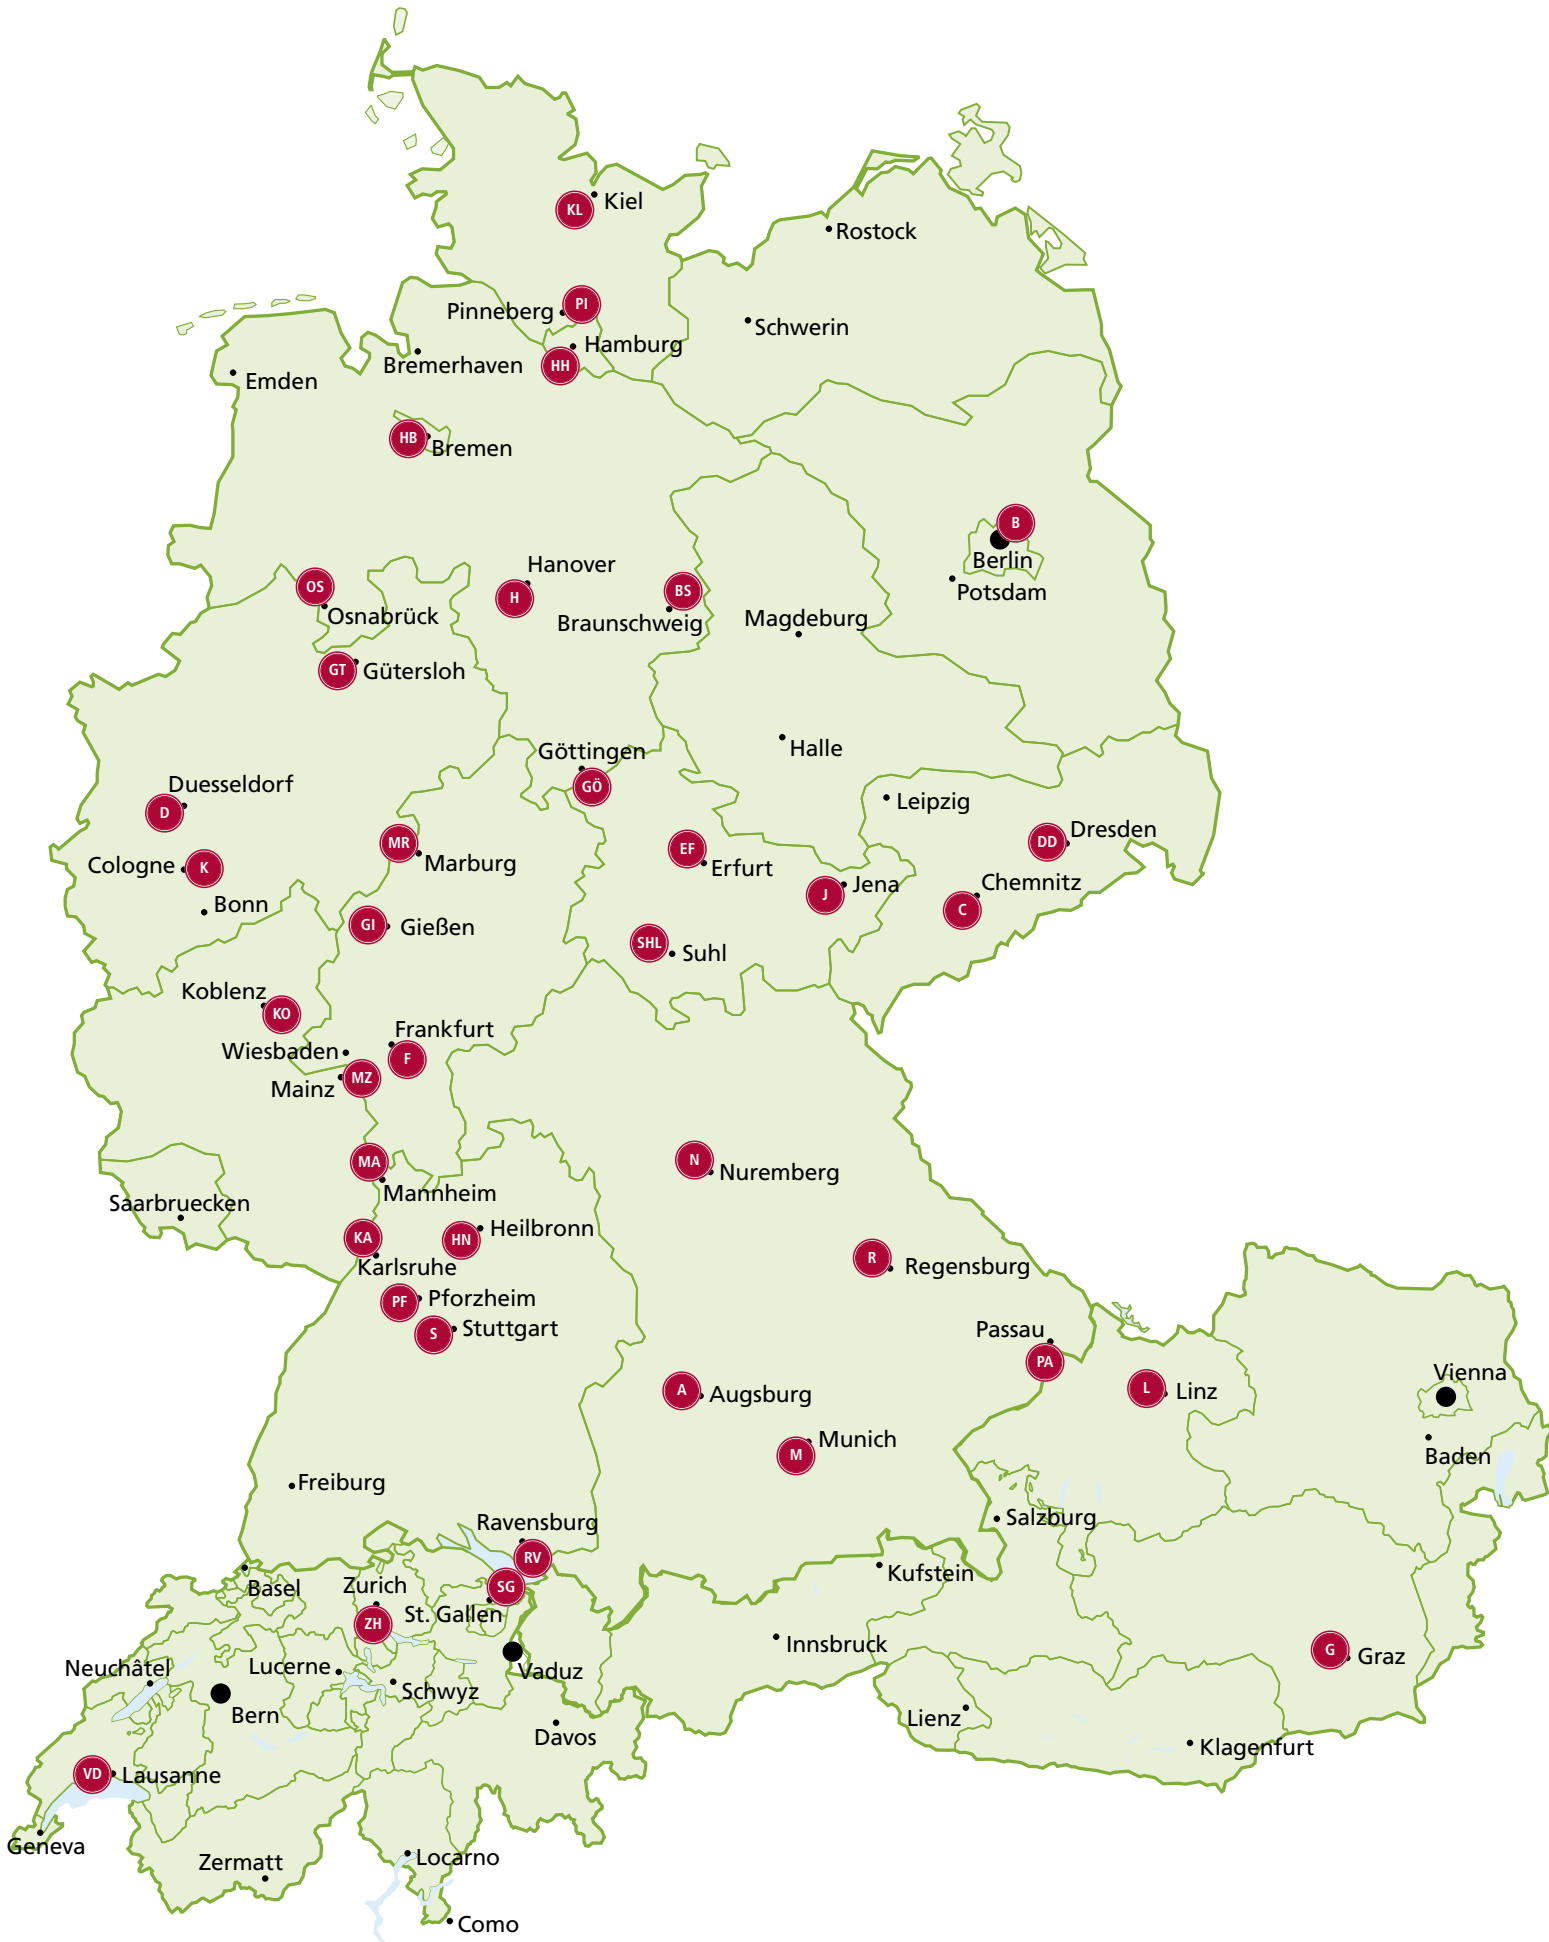 KL
Kiel
Rostock
PI
Pinneberg
Schwerin
Hamburg
HH
Bremerhaven
Emden
HB
Bremen
B
Berlin
Potsdam
Hanover
OS
H
BS
Osnabrück
Braunschweig
Magdeburg
GT
Gütersloh
Göttingen
Halle
Duesseldorf
GÖ
Leipzig
D
MR
Marburg
EF
Erfurt
DD
Dresden
Cologne
K
Jena
J
Chemnitz
C
Bonn
GI
Gießen
SHL
Suhl
Koblenz
KO
Frankfurt
Wiesbaden
F
Mainz
MZ
MA
Mannheim
N
Nuremberg
Saarbruecken
KA
Karlsruhe
HN
Heilbronn
R
Regensburg
PF
Pforzheim
S
Stuttgart
Passau
PA
A
Augsburg
L
Linz
Vienna
M
Munich
Baden
Freiburg
Ravensburg
Salzburg
RV
Kufstein
Basel
Zurich
SG
St. Gallen
ZH
Innsbruck
G
Graz
Neuchâtel
Lucerne
Vaduz
Schwyz
Bern
Davos
Lienz
Klagenfurt
VD
Lausanne
Geneva
Zermatt
Locarno
Como